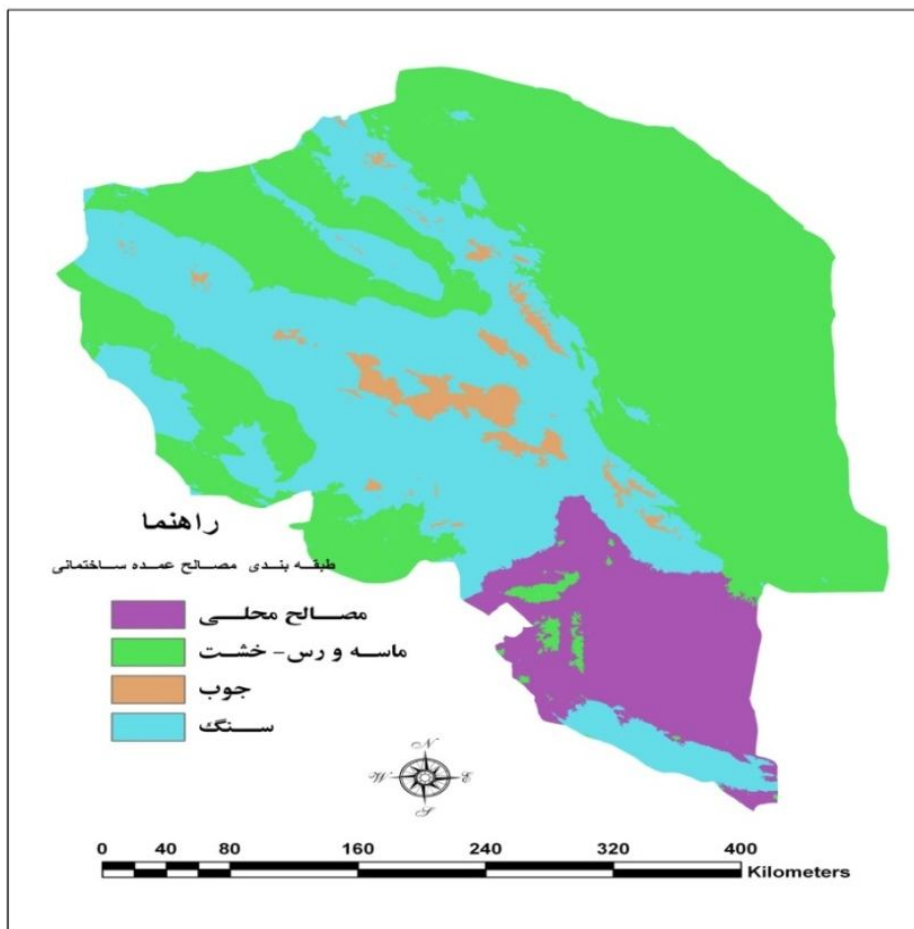 راهنما
طبقه بندی مصالح عمده ساختمانی
مصالح محلی
ماسه و رس- خشت
جوب
سنگ
N
W E
S
0 40 80 160 240 320 400
Kilometers